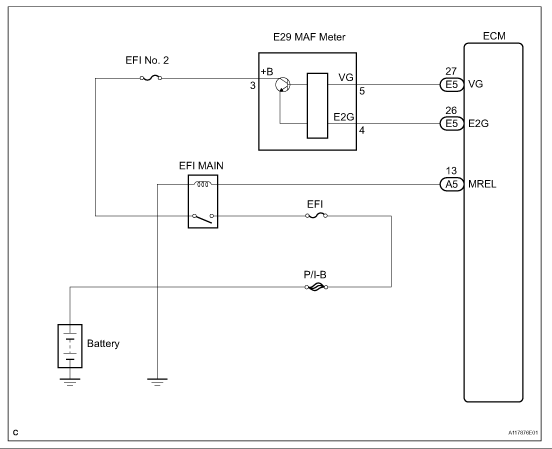 ECM
E29 MAF Meter
EFI No. 2
+B
3
VG
5
27
E5 VG
E2G
4
26
E5 E2G
EFI MAIN
13
A5 MREL
EFI
P/I-B
Battery
C
A117876E01